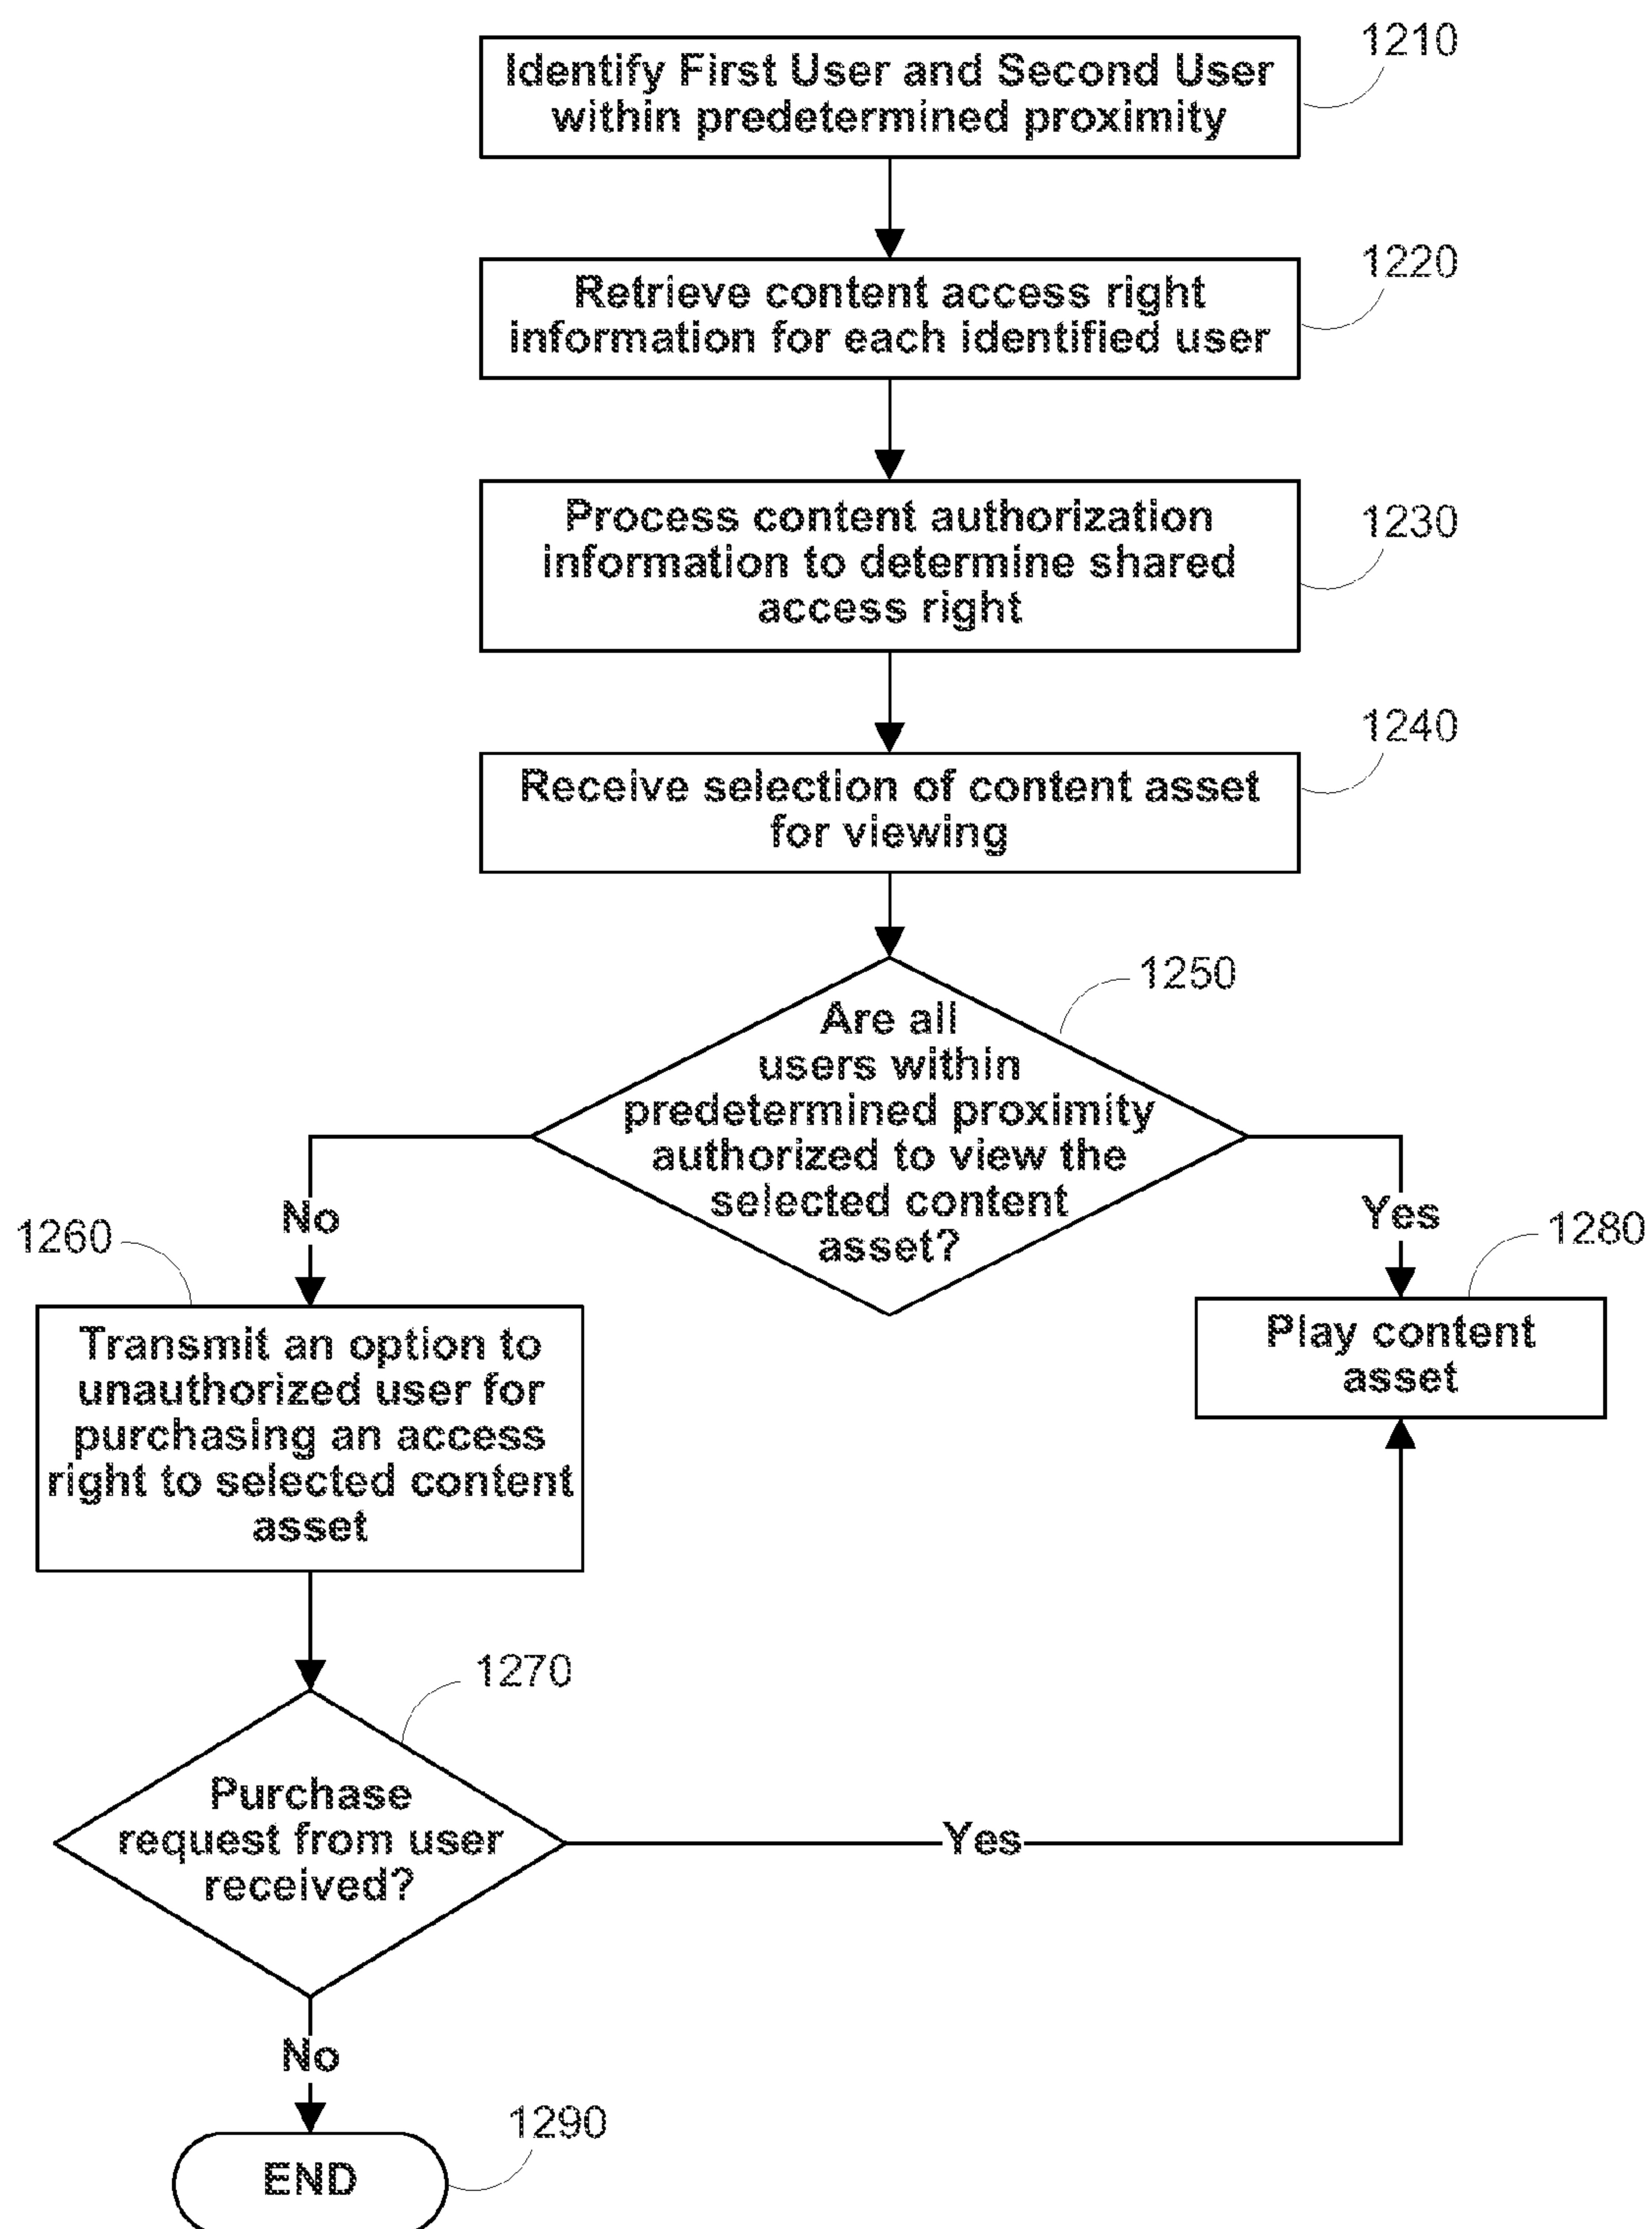 Identify First User and Second User
within predetermined proximity
1210
Retrieve content access right
information for each identified user
1220
Process content authorization
information to determine shared
access right
1230
Receive selection of content asset
for viewing
1240
Are all
users within
predetermined proximity
authorized to view the
selected content
asset?
1250
No
Yes
1260
Transmit an option to
unauthorized user for
purchasing an access
right to selected content
asset
1280
Play content
asset
1270
Purchase
request from user
received?
Yes
No
1290
END